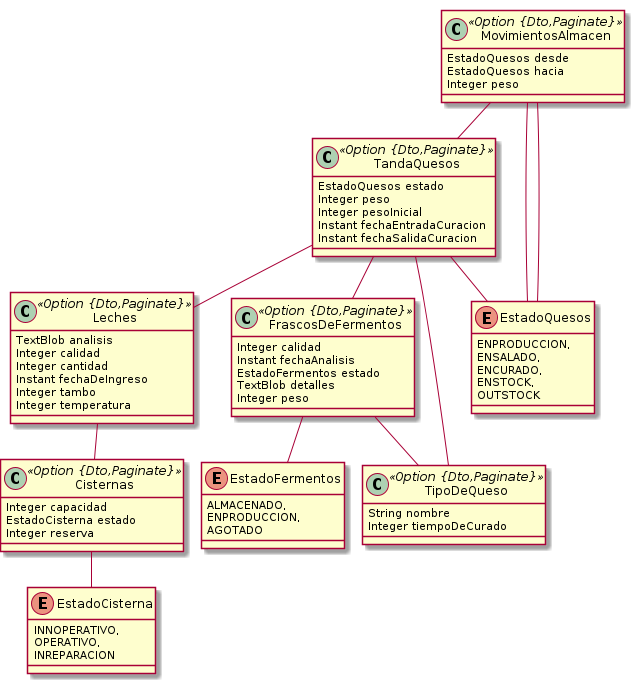 C «Option {Dto,Paginate}»
MovimientosAlmacen
EstadoQuesos desde
EstadoQuesos hacia
Integer peso
C «Option {Dto,Paginate}»
TandaQuesos
EstadoQuesos estado
Integer peso
Integer pesoInicial
Instant fechaEntradaCuracion
Instant fechaSalidaCuracion
C «Option {Dto,Paginate}»
Leches
TextBlob analisis
Integer calidad
Integer cantidad
Instant fechaDeIngreso
Integer tambo
Integer temperatura
C «Option {Dto,Paginate}»
FrascosDeFermentos
Integer calidad
Instant fechaAnalisis
EstadoFermentos estado
TextBlob detalles
Integer peso
E EstadoQuesos
ENPRODUCCION,
ENSALADO,
ENCURADO,
ENSTOCK,
OUTSTOCK
C «Option {Dto,Paginate}»
Cisternas
Integer capacidad
EstadoCisterna estado
Integer reserva
E EstadoFermentos
ALMACENADO,
ENPRODUCCION,
AGOTADO
C «Option {Dto,Paginate}»
TipoDeQueso
String nombre
Integer tiempoDeCurado
E EstadoCisterna
INNOPERATIVO,
OPERATIVO,
INREPARACION